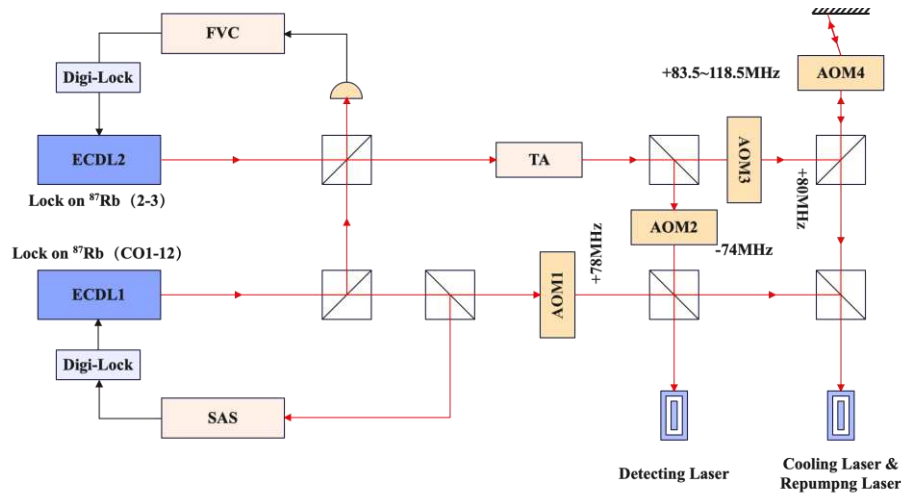 FVC
Digi-Lock
+83.5~118.5MHz
AOM4
ECDL2
TA
AOM3
+80MHz
Lock on ⁸⁷Rb（2-3）
AOM2
-74MHz
Lock on ⁸⁷Rb（CO1-12）
ECDL1
AOM1
+78MHz
Digi-Lock
SAS
Detecting Laser
Cooling Laser &
Repumpng Laser